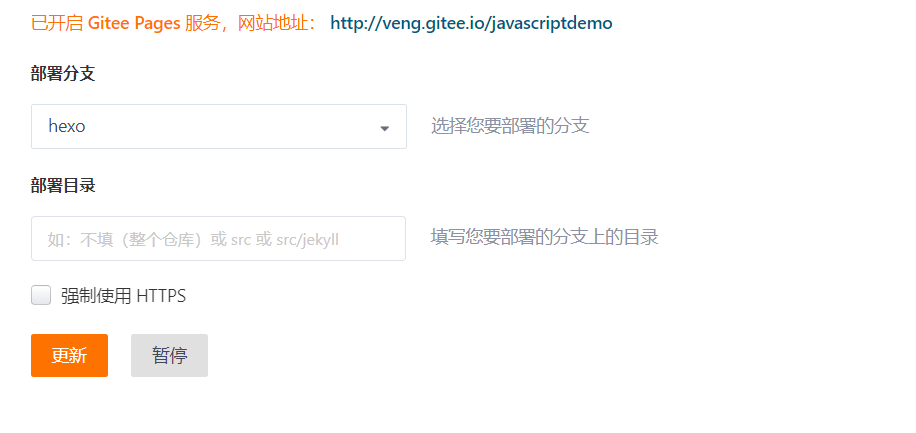 已开启 Gitee Pages 服务，网站地址： http://veng.gitee.io/javascriptdemo
部署分支
hexo 选择您要部署的分支
部署目录
如：不填（整个仓库）或 src 或 src/jekyll 填写您要部署的分支上的目录
强制使用 HTTPS
更新 暂停